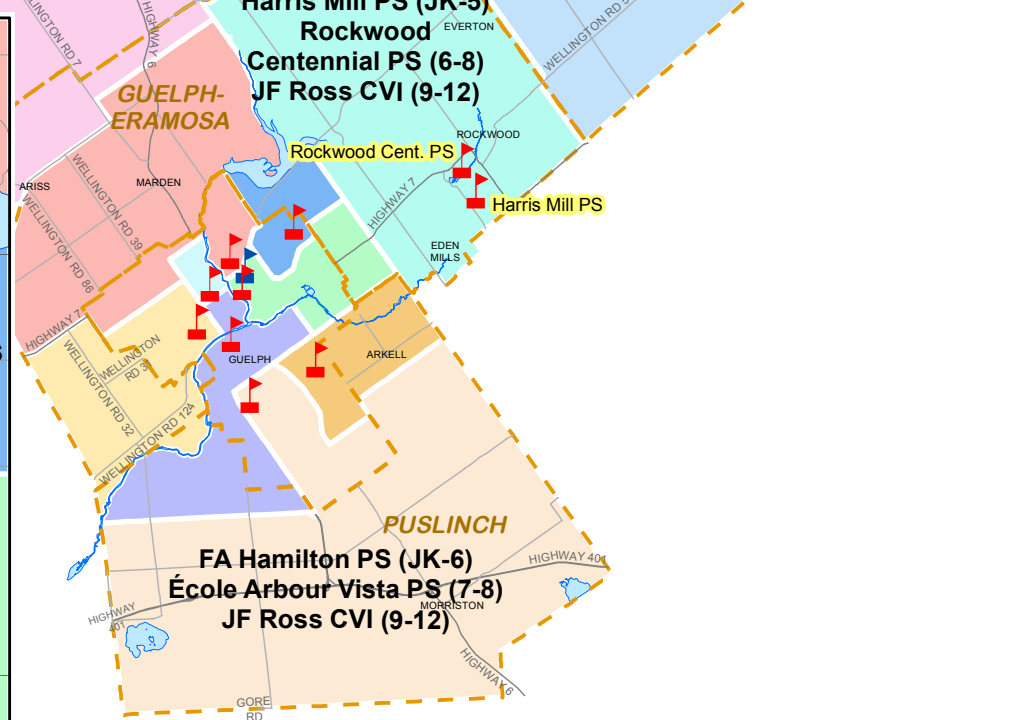 Harris Mill PS (JK-5)
Rockwood
Centennial PS (6-8)
JF Ross CVI (9-12)
EVERTON
WELLINGTON RD 7
HIGHWAY 6
WELLINGTON RD 5
GUELPH-
ERAMOSA
ROCKWOOD
Rockwood Cent. PS
Harris Mill PS
ARISS
MARDEN
WELLINGTON RD 39
WELLINGTON RD 86
HIGHWAY 7
EDEN
MILLS
HIGHWAY 7
WELLINGTON
WELLINGTON RD 32
GUELPH
ARKELL
WELLINGTON RD 124
PUSLINCH
FA Hamilton PS (JK-6)
École Arbour Vista PS (7-8)
JF Ross CVI (9-12)
HIGHWAY 401
MORRISTON
HIGHWAY
401
HIGHWAY 6
GORE
RD